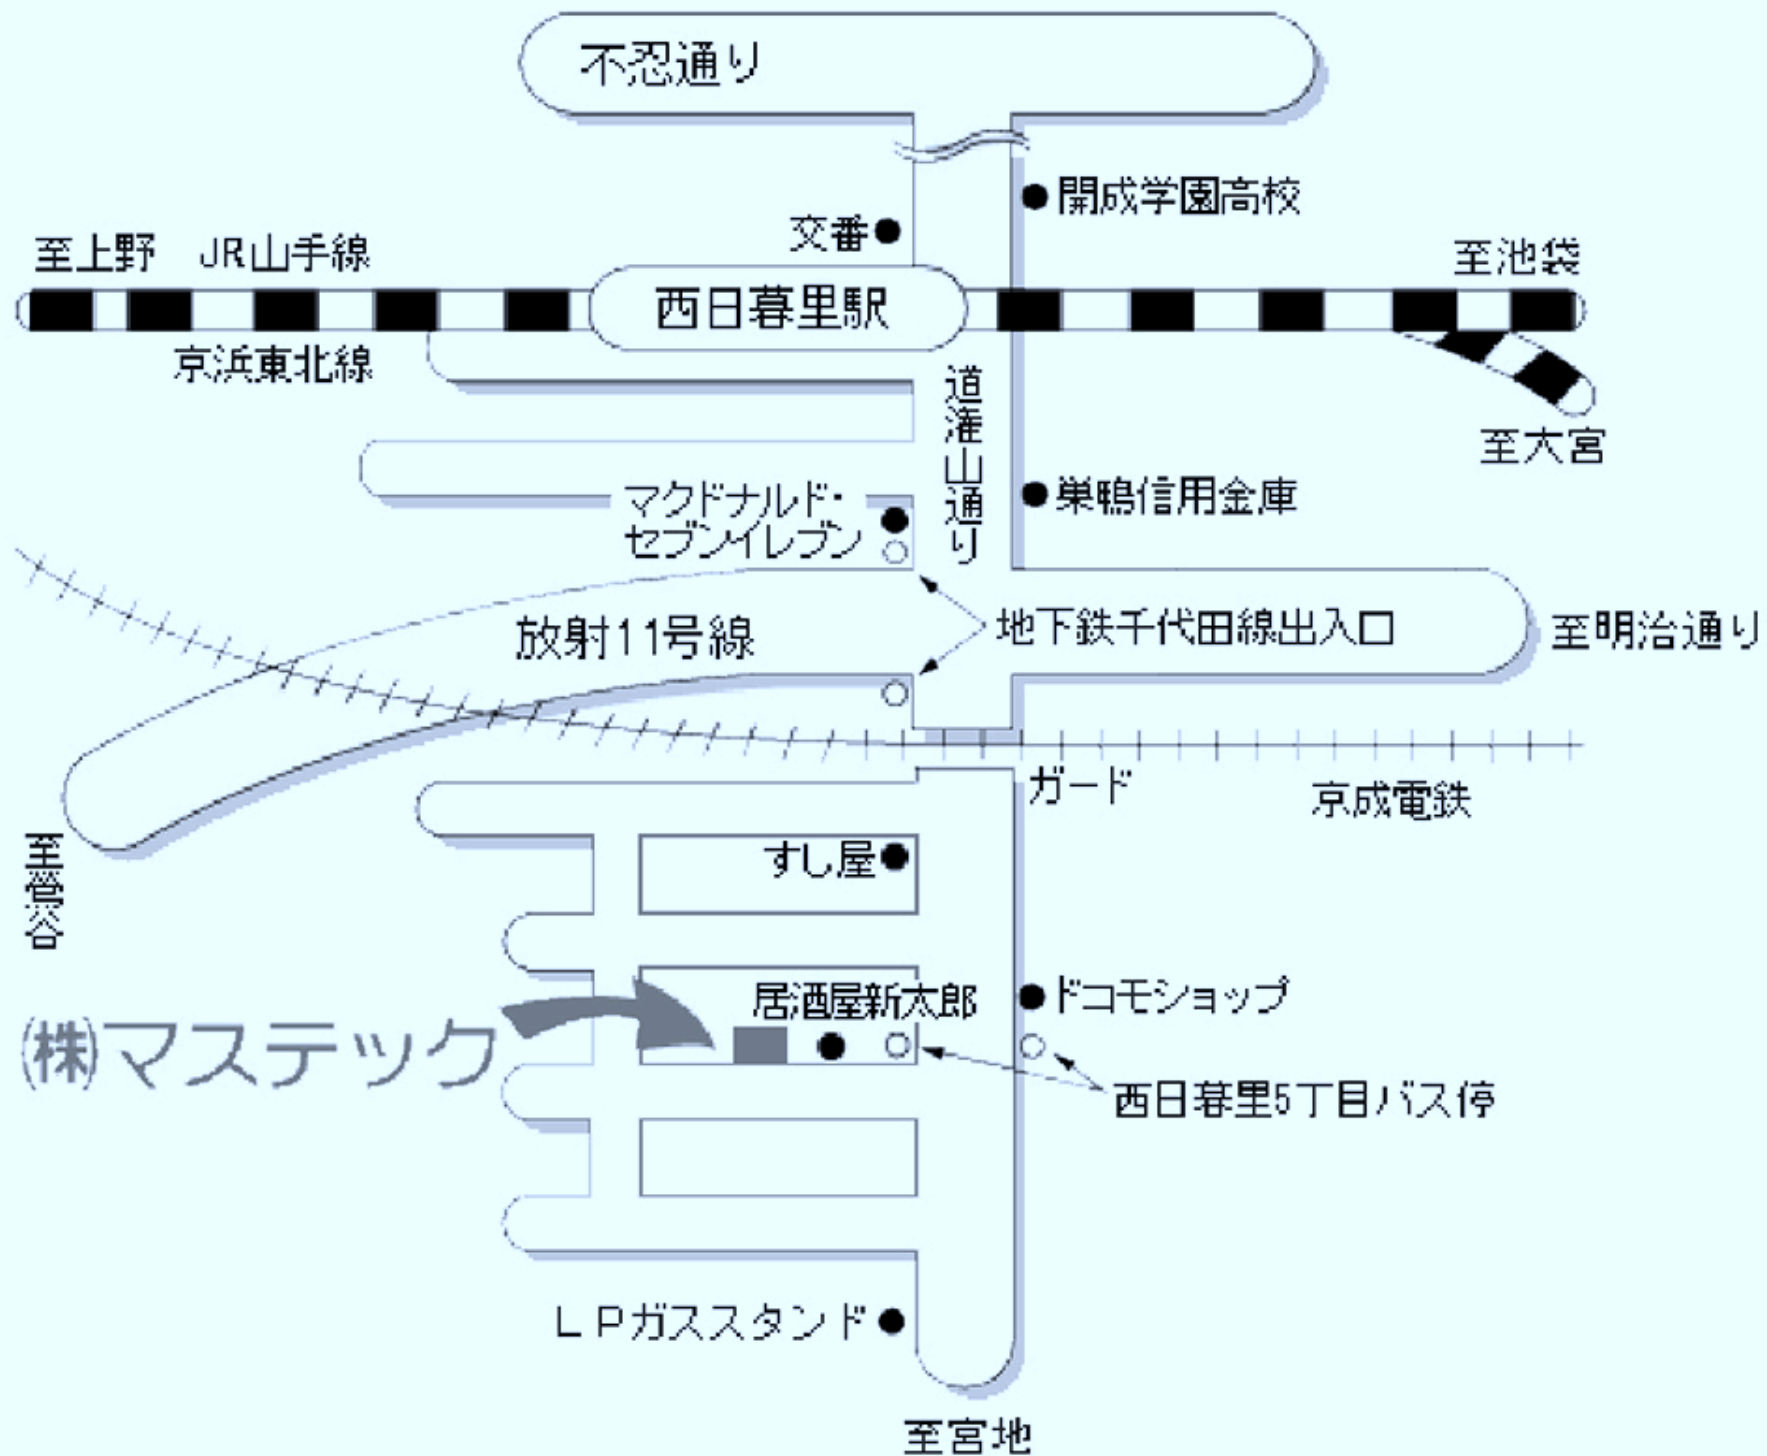 不忍通り
開成学園高校
交番
至上野 JR山手線
至池袋
西日暮里駅
京浜東北線
道潅山通り
至大宮
マクドナルド・
セブンイレブン
巣鴨信用金庫
放射11号線
地下鉄千代田線出入口
至明治通り
ガード
京成電鉄
至鶯谷
すし屋
居酒屋新太郎
ドコモショップ
㈱マステック
西日暮里5丁目バス停
LPガススタンド
至宮地